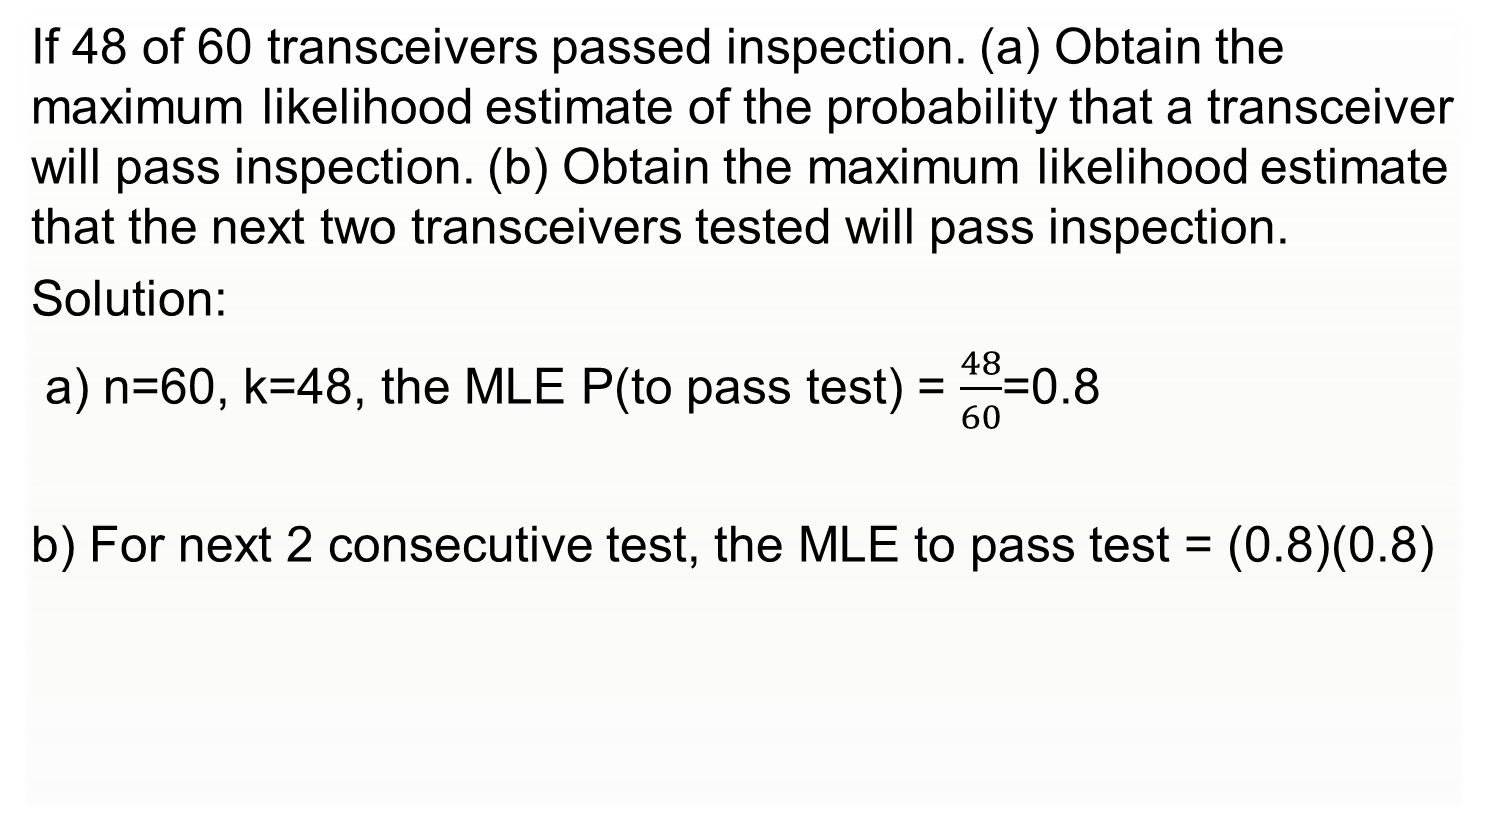 If 48 of 60 transceivers passed inspection. (a) Obtain the
maximum likelihood estimate of the probability that a transceiver
will pass inspection. (b) Obtain the maximum likelihood estimate
that the next two transceivers tested will pass inspection.
Solution:
a) n=60, k=48, the MLE P(to pass test) = 48/60=0.8
b) For next 2 consecutive test, the MLE to pass test = (0.8)(0.8)